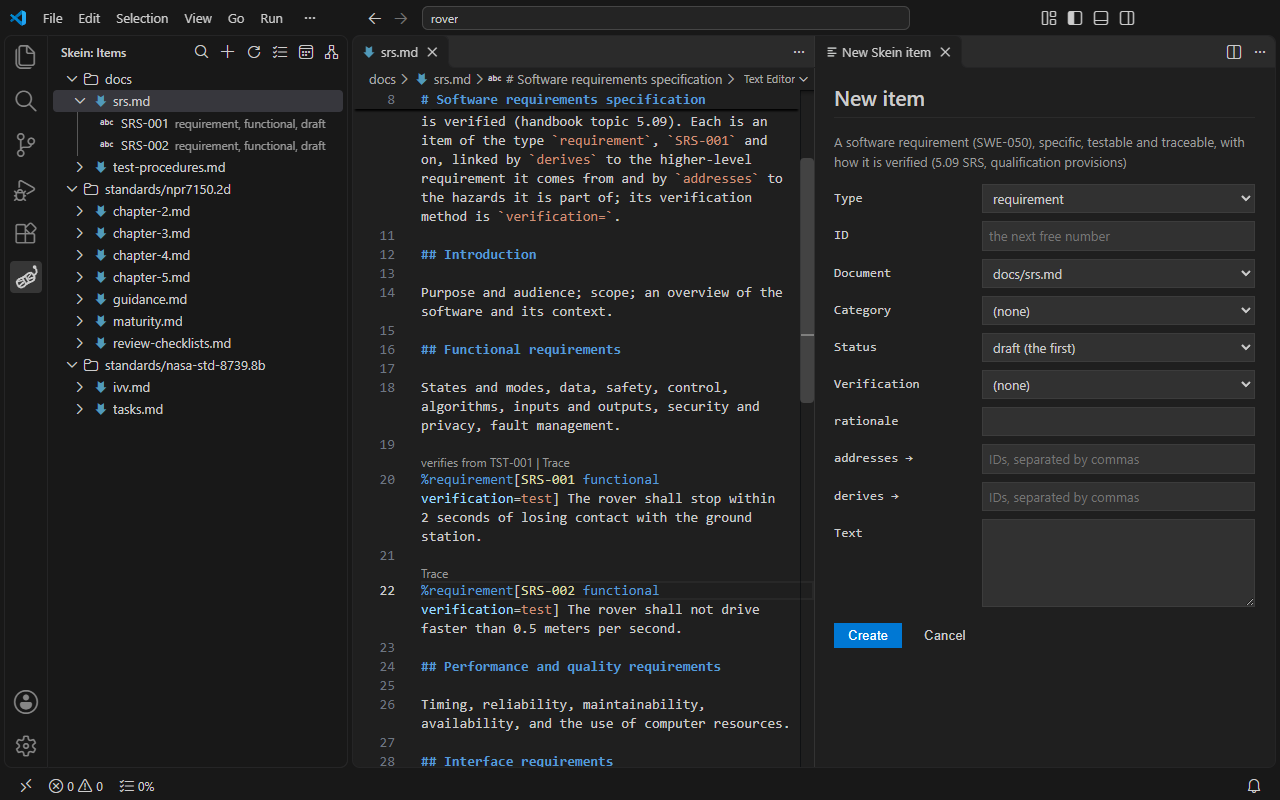 File Edit Selection View Go Run ···
rover
Skein: Items
docs
srs.md
SRS-001 requirement, functional, draft
SRS-002 requirement, functional, draft
test-procedures.md
standards/npr7150.2d
chapter-2.md
chapter-3.md
chapter-4.md
chapter-5.md
guidance.md
maturity.md
review-checklists.md
standards/nasa-std-8739.8b
ivv.md
tasks.md
srs.md
docs > srs.md > abc # Software requirements specification > Text Editor
8 # Software requirements specification
is verified (handbook topic 5.09). Each is an
item of the type `requirement`, `SRS-001` and
on, linked by `derives` to the higher-level
requirement it comes from and by `addresses` to
the hazards it is part of; its verification
method is `verification=`.
11
12 ## Introduction
13
14 Purpose and audience; scope; an overview of the
software and its context.
15
16 ## Functional requirements
17
18 States and modes, data, safety, control,
algorithms, inputs and outputs, security and
privacy, fault management.
19
verifies from TST-001 | Trace
20 %requirement[SRS-001 functional
verification=test] The rover shall stop within
2 seconds of losing contact with the ground
station.
21
Trace
22 %requirement[SRS-002 functional
verification=test] The rover shall not drive
faster than 0.5 meters per second.
23
24 ## Performance and quality requirements
25
26 Timing, reliability, maintainability,
availability, and the use of computer resources.
27
28 ## Interface requirements
New Skein item
New item
A software requirement (SWE-050), specific, testable and traceable, with
how it is verified (5.09 SRS, qualification provisions)
Type requirement
ID the next free number
Document docs/srs.md
Category (none)
Status draft (the first)
Verification (none)
rationale
addresses → IDs, separated by commas
derives → IDs, separated by commas
Text
Create Cancel
0 0 0%